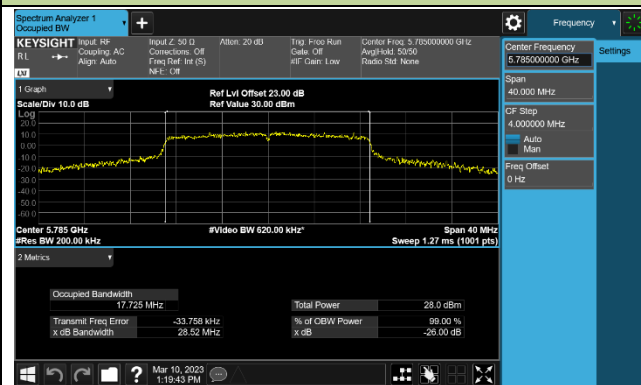 Spectrum Analyzer 1
Occupied BW
Frequency
KEYSIGHT
RL
LXI
Input: RF
Coupling: AC
Align: Auto
Input Z: 50 Ω
Corrections: Off
Freq Ref: Int (S)
NFE: Off
Atten: 20 dB
Trig: Free Run
Gate: Off
#IF Gain: Low
Center Freq: 5.785000000 GHz
Avg|Hold: 50/50
Radio Std: None
Center Frequency
5.785000000 GHz
Settings
Span
40.000 MHz
CF Step
4.000000 MHz
Auto
Man
Freq Offset
0 Hz
1 Graph
Scale/Div 10.0 dB
Ref Lvl Offset 23.00 dB
Ref Value 30.00 dBm
Log
20.0
10.0
0.00
-10.0
-20.0
-30.0
-40.0
-50.0
-60.0
Center 5.785 GHz
#Res BW 200.00 kHz
#Video BW 620.00 kHz*
Span 40 MHz
Sweep 1.27 ms (1001 pts)
2 Metrics
Occupied Bandwidth
17.725 MHz
Total Power 28.0 dBm
Transmit Freq Error -33.758 kHz
% of OBW Power 99.00 %
x dB Bandwidth 28.52 MHz
x dB -26.00 dB
Mar 10, 2023
1:19:43 PM